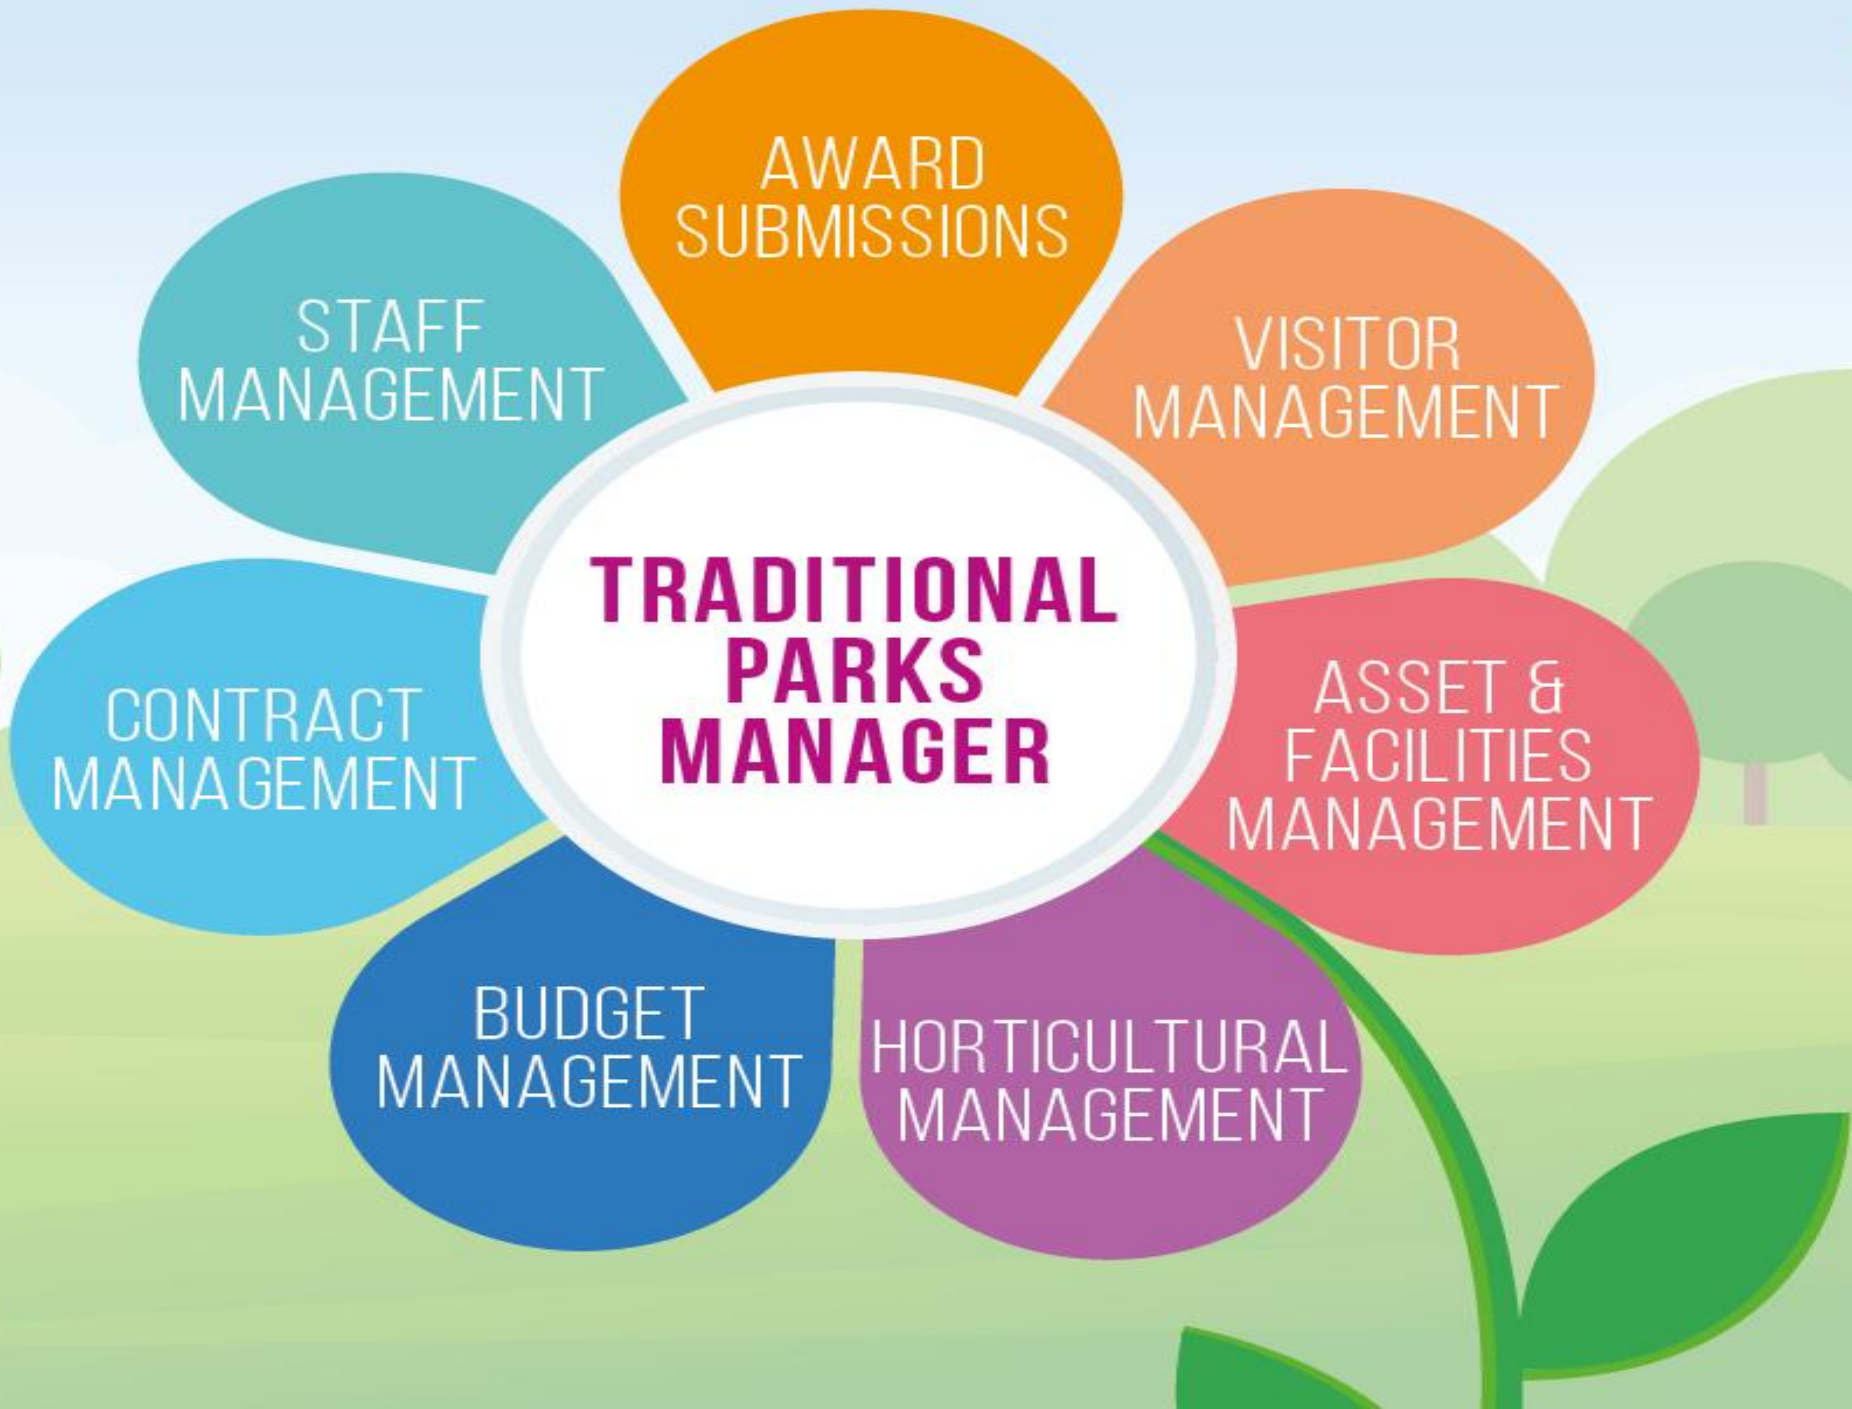 AWARD
SUBMISSIONS
STAFF
MANAGEMENT
VISITOR
MANAGEMENT
TRADITIONAL
PARKS
MANAGER
CONTRACT
MANAGEMENT
ASSET &
FACILITIES
MANAGEMENT
BUDGET
MANAGEMENT
HORTICULTURAL
MANAGEMENT